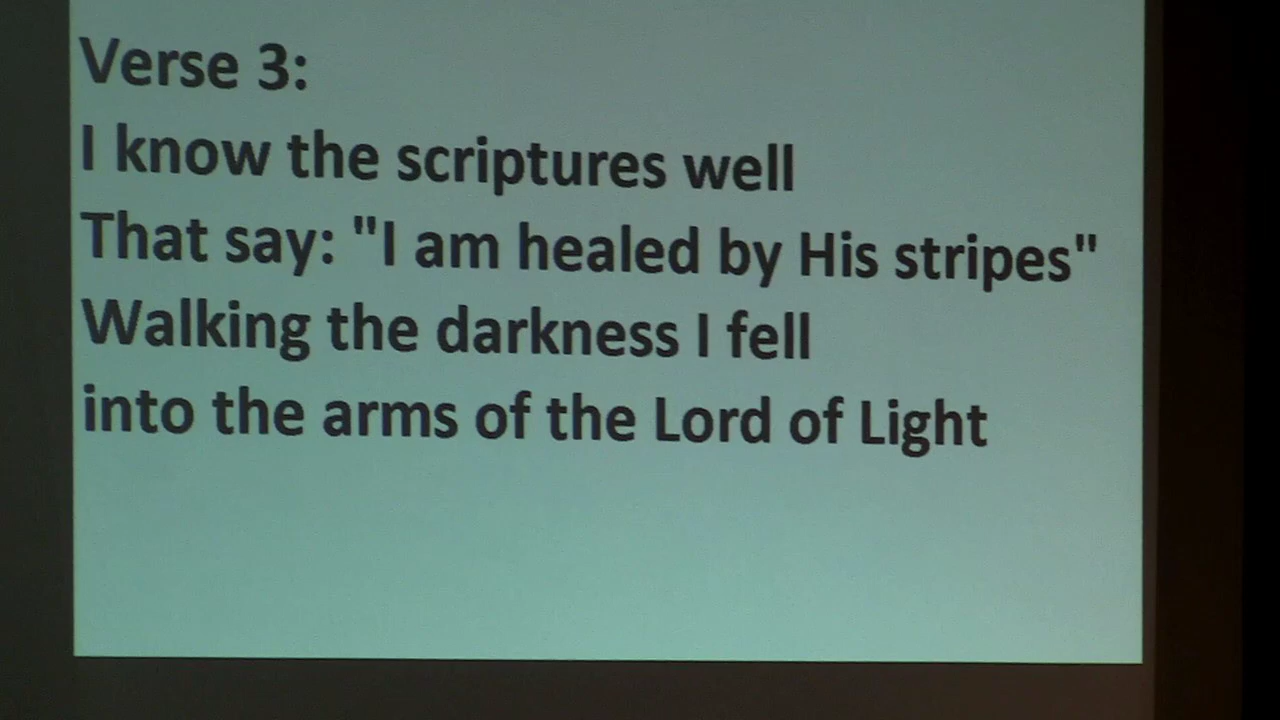 Verse 3:
I know the scriptures well
That say: "I am healed by His stripes"
Walking the darkness I fell
into the arms of the Lord of Light